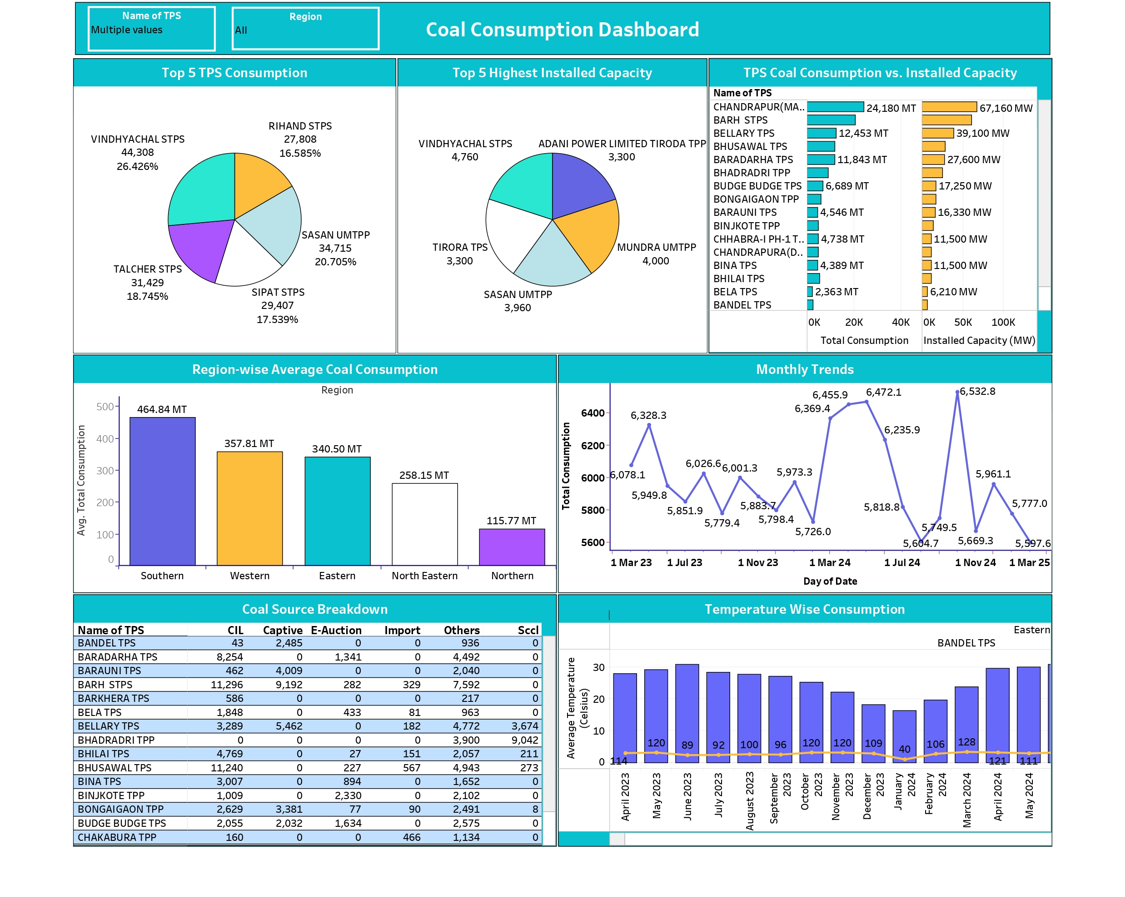 Name of TPS
Multiple values
Region
All
Coal Consumption Dashboard
Top 5 TPS Consumption
VINDHYACHAL STPS
44,308
26.426%
RIHAND STPS
27,808
16.585%
SASAN UMTPP
34,715
20.705%
TALCHER STPS
31,429
18.745%
SIPAT STPS
29,407
17.539%
Top 5 Highest Installed Capacity
VINDHYACHAL STPS
4,760
ADANI POWER LIMITED TIRODA TPP
3,300
TIRORA TPS
3,300
MUNDRA UMTPP
4,000
SASAN UMTPP
3,960
TPS Coal Consumption vs. Installed Capacity
Name of TPS
CHANDRAPUR(MA.. 24,180 MT 67,160 MW
BARH STPS
BELLARY TPS 12,453 MT 39,100 MW
BHUSAWAL TPS
BARADARHA TPS 11,843 MT 27,600 MW
BHADRADRI TPP
BUDGE BUDGE TPS 6,689 MT 17,250 MW
BONGAIGAON TPP
BARAUNI TPS 4,546 MT 16,330 MW
BINJKOTE TPP
CHHABRA-I PH-1 T.. 4,738 MT 11,500 MW
CHANDRAPURA(D..
BINA TPS 4,389 MT 11,500 MW
BHILAI TPS
BELA TPS 2,363 MT 6,210 MW
BANDEL TPS
0K 20K 40K 0K 50K 100K
Total Consumption Installed Capacity (MW)
Region-wise Average Coal Consumption
Region
Avg. Total Consumption
500
400
300
200
100
0
464.84 MT
357.81 MT
340.50 MT
258.15 MT
115.77 MT
Southern Western Eastern North Eastern Northern
Monthly Trends
Total Consumption
6400
6200
6000
5800
5600
6,078.1
6,328.3
5,949.8
5,851.9
6,026.6
5,779.4
6,001.3
5,883.7
5,798.4
5,973.3
5,726.0
6,369.4
6,455.9
6,472.1
6,235.9
5,818.8
5,604.7
5,749.5
6,532.8
5,669.3
5,961.1
5,777.0
5,597.6
1 Mar 23 1 Jul 23 1 Nov 23 1 Mar 24 1 Jul 24 1 Nov 24 1 Mar 25
Day of Date
Coal Source Breakdown
Name of TPS CIL Captive E-Auction Import Others Sccl
BANDEL TPS 43 2,485 0 0 936 0
BARADARHA TPS 8,254 0 1,341 0 4,492 0
BARAUNI TPS 462 4,009 0 0 2,040 0
BARH STPS 11,296 9,192 282 329 7,592 0
BARKHERA TPS 586 0 0 0 217 0
BELA TPS 1,848 0 433 81 963 0
BELLARY TPS 3,289 5,462 0 182 4,772 3,674
BHADRADRI TPP 0 0 0 0 3,900 9,042
BHILAI TPS 4,769 0 27 151 2,057 211
BHUSAWAL TPS 11,240 0 227 567 4,943 273
BINA TPS 3,007 0 894 0 1,652 0
BINJKOTE TPP 1,009 0 2,330 0 2,102 0
BONGAIGAON TPP 2,629 3,381 77 90 2,491 8
BUDGE BUDGE TPS 2,055 2,032 1,634 0 2,575 0
CHAKABURA TPP 160 0 0 466 1,134 0
Temperature Wise Consumption
Eastern
BANDEL TPS
Average Temperature
(Celsius)
30
20
10
0
114 120 89 92 100 96 120 120 109 40 106 128 121 111
April 2023
May 2023
June 2023
July 2023
August 2023
September
2023
October
2023
November
2023
December
2023
January
2024
February
2024
March 2024
April 2024
May 2024